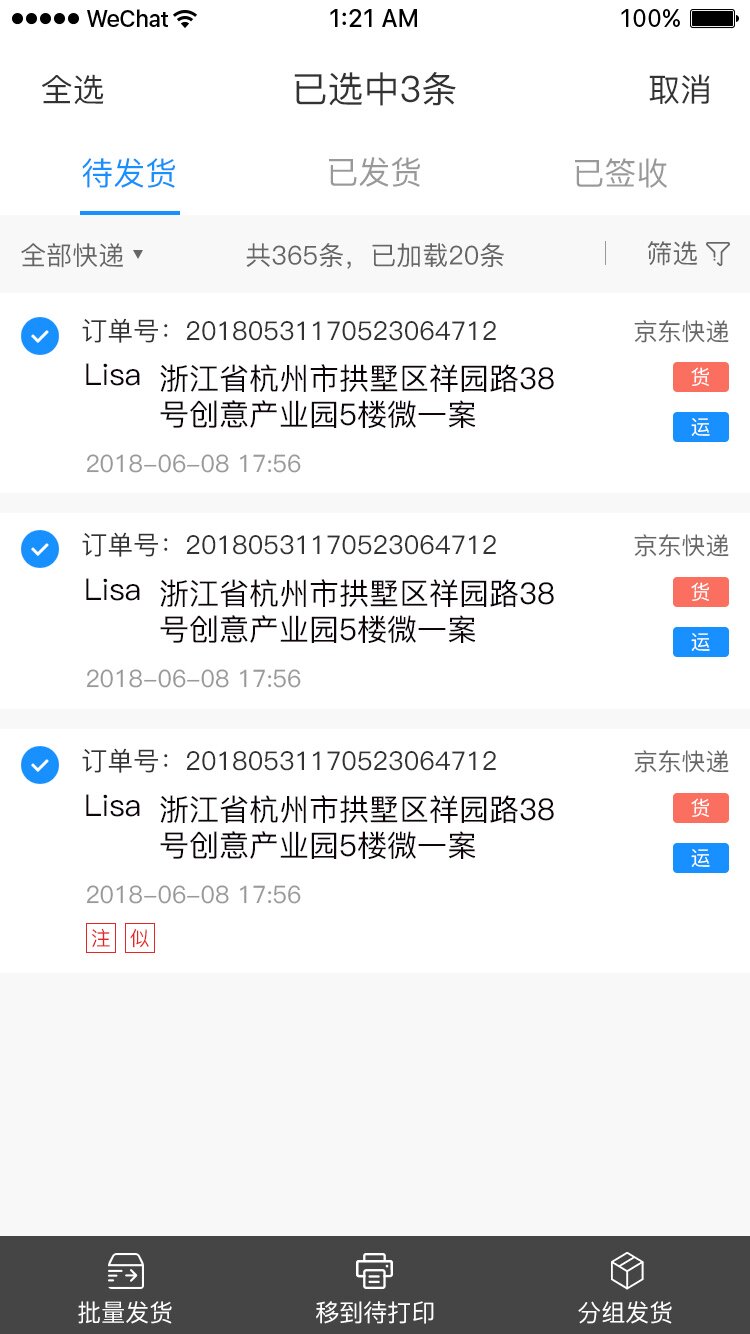 WeChat 1:21 AM 100%
全选 已选中3条 取消
待发货 已发货 已签收
全部快递 共365条，已加载20条 筛选
订单号：20180531170523064712 京东快递
Lisa 浙江省杭州市拱墅区祥园路38 货
号创意产业园5楼微一案 运
2018-06-08 17:56
订单号：20180531170523064712 京东快递
Lisa 浙江省杭州市拱墅区祥园路38 货
号创意产业园5楼微一案 运
2018-06-08 17:56
订单号：20180531170523064712 京东快递
Lisa 浙江省杭州市拱墅区祥园路38 货
号创意产业园5楼微一案 运
2018-06-08 17:56
注 似
批量发货 移到待打印 分组发货